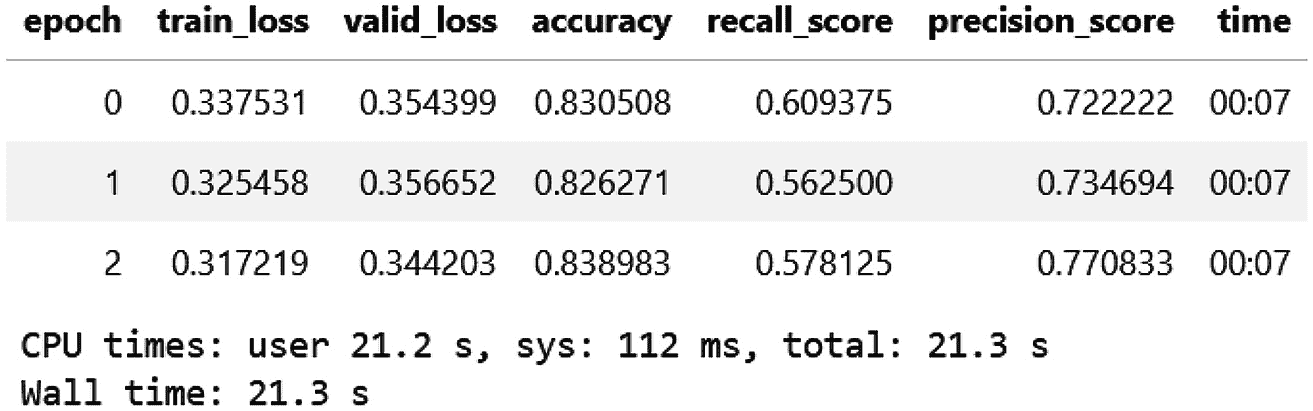 epoch train_loss valid_loss accuracy recall_score precision_score time
0 0.337531 0.354399 0.830508 0.609375 0.722222 00:07
1 0.325458 0.356652 0.826271 0.562500 0.734694 00:07
2 0.317219 0.344203 0.838983 0.578125 0.770833 00:07
CPU times: user 21.2 s, sys: 112 ms, total: 21.3 s
Wall time: 21.3 s